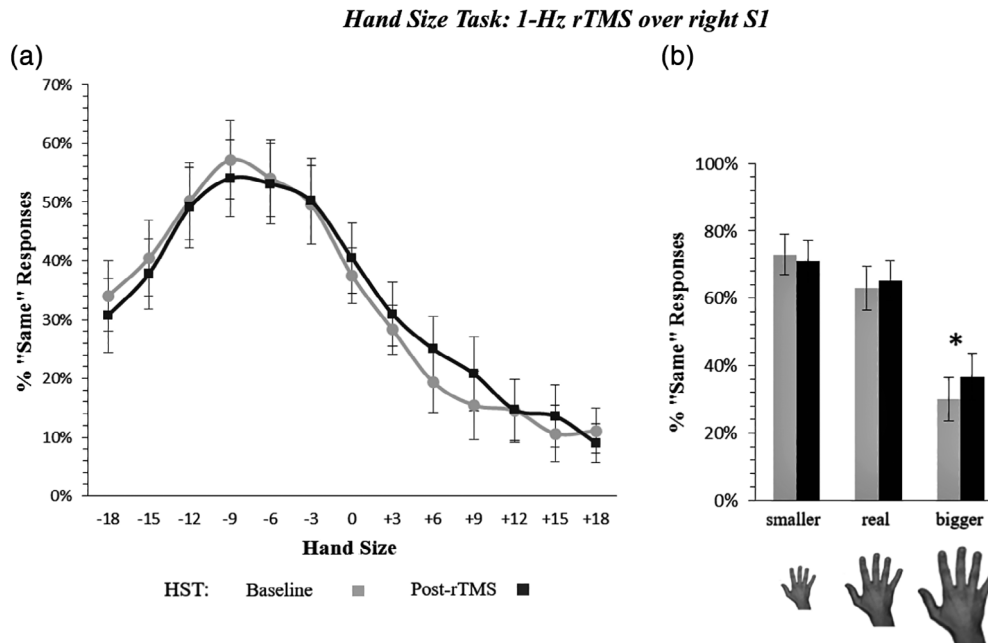 Hand Size Task: 1-Hz rTMS over right S1
(a)
70%
60%
50%
40%
30%
20%
10%
0%
% "Same" Responses
-18 -15 -12 -9 -6 -3 0 +3 +6 +9 +12 +15 +18
Hand Size
HST: Baseline Post-rTMS
(b)
100%
80%
60%
40%
20%
0%
% "Same" Responses
*
smaller real bigger